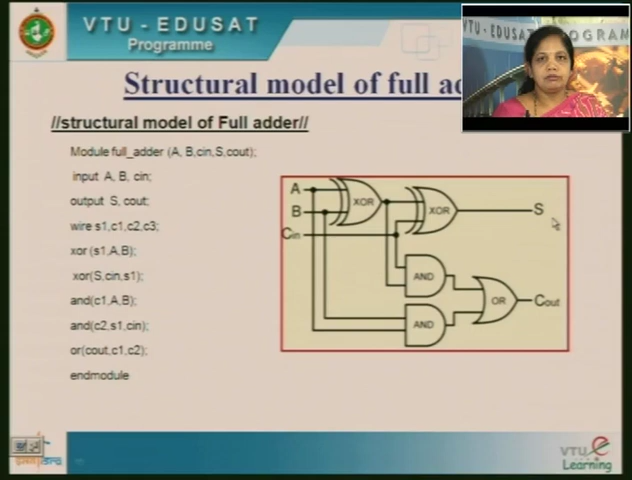 VTU - EDUSAT
Programme
VTU - EDUSAT PROGRAM
Structural model of full ad
//structural model of Full adder//
Module full_adder (A, B,cin,S,cout);
input A, B, cin;
output S, cout;
wire s1,c1,c2,c3;
xor (s1,A,B);
xor(S,cin,s1);
and(c1,A,B);
and(c2,s1,cin);
or(cout,c1,c2);
endmodule
A
B
Cin
XOR
XOR
S
AND
AND
OR
Cout
VTU e
Learning